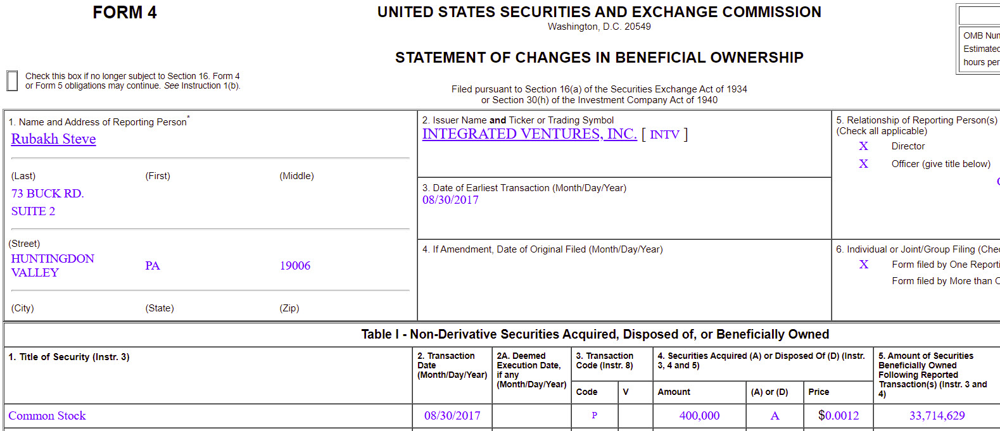 FORM 4
UNITED STATES SECURITIES AND EXCHANGE COMMISSION
Washington, D.C. 20549
STATEMENT OF CHANGES IN BENEFICIAL OWNERSHIP
Filed pursuant to Section 16(a) of the Securities Exchange Act of 1934
or Section 30(h) of the Investment Company Act of 1940
OMB
Estimated
hours per
Check this box if no longer subject to Section 16. Form 4
or Form 5 obligations may continue. See Instruction 1(b).
1. Name and Address of Reporting Person*
Rubakh Steve
(Last) (First) (Middle)
73 BUCK RD.
SUITE 2
(Street)
HUNTINGDON
VALLEY
PA 19006
(City) (State) (Zip)
2. Issuer Name and Ticker or Trading Symbol
INTEGRATED VENTURES, INC. [ INTV ]
3. Date of Earliest Transaction (Month/Day/Year)
08/30/2017
4. If Amendment, Date of Original Filed (Month/Day/Year)
5. Relationship of Reporting Person(s)
(Check all applicable)
X Director
X Officer (give title below)
6. Individual or Joint/Group Filing
X Form filed by One
Form filed by More than
Table I - Non-Derivative Securities Acquired, Disposed of, or Beneficially Owned
1. Title of Security (Instr. 3)
2. Transaction
Date
(Month/Day/Year)
2A. Deemed
Execution Date,
if any
(Month/Day/Year)
3. Transaction
Code (Instr. 8)
4. Securities Acquired (A) or Disposed Of (D) (Instr.
3, 4 and 5)
5. Amount of Securities
Beneficially Owned
Following Reported
Transaction(s) (Instr. 3 and
4)
Code V Amount (A) or (D) Price
Common Stock 08/30/2017 P 400,000 A $0.0012 33,714,629